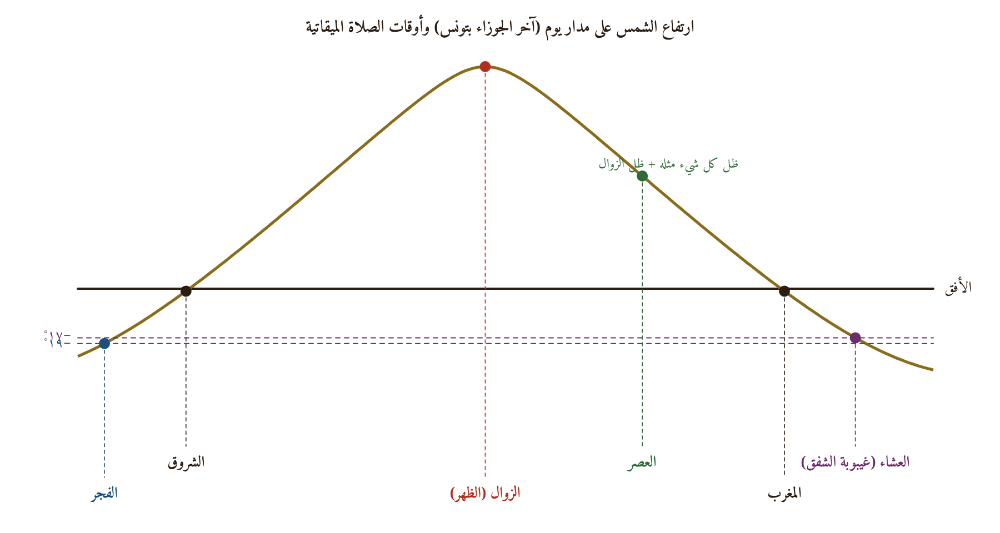 ارتفاع الشمس على مدار يوم (آخر الجوزاء بتونس) وأوقات الصلاة الميقاتية
ظل كل شيء مثله + ظل الزوال
الأفق
−١٧°
−١٩°
الشروق
العصر
العشاء (غيبوبة الشفق)
الفجر
الزوال (الظهر)
المغرب